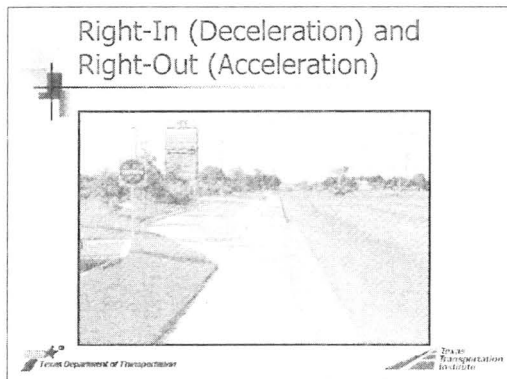 Right-In (Deceleration) and
Right-Out (Acceleration)
Texas Department of Transportation
Texas
Transportation
Institute